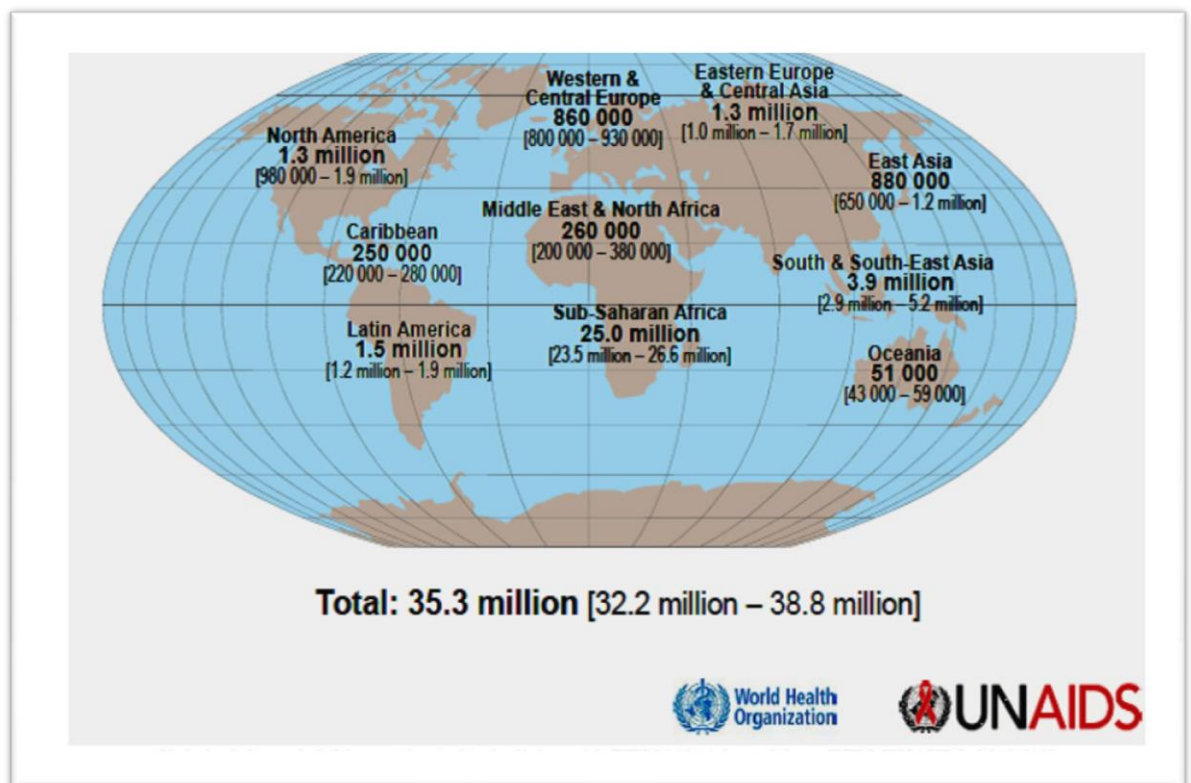 Western &
Central Europe
860 000
[800 000 – 930 000]
Eastern Europe
& Central Asia
1.3 million
[1.0 million – 1.7 million]
North America
1.3 million
[980 000 – 1.9 million]
East Asia
880 000
[650 000 – 1.2 million]
Middle East & North Africa
260 000
[200 000 – 380 000]
Caribbean
250 000
[220 000 – 280 000]
South & South-East Asia
3.9 million
[2.9 million – 5.2 million]
Sub-Saharan Africa
25.0 million
[23.5 million – 26.6 million]
Latin America
1.5 million
[1.2 million – 1.9 million]
Oceania
51 000
[43 000 – 59 000]
Total: 35.3 million [32.2 million – 38.8 million]
World Health
Organization
UNAIDS